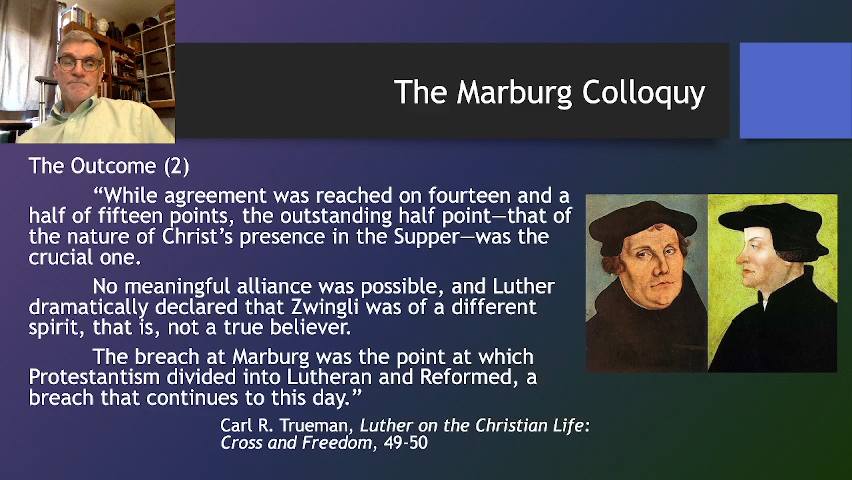 The Marburg Colloquy
The Outcome (2)
“While agreement was reached on fourteen and a
half of fifteen points, the outstanding half point—that of
the nature of Christ’s presence in the Supper—was the
crucial one.
No meaningful alliance was possible, and Luther
dramatically declared that Zwingli was of a different
spirit, that is, not a true believer.
The breach at Marburg was the point at which
Protestantism divided into Lutheran and Reformed, a
breach that continues to this day.”
Carl R. Trueman, Luther on the Christian Life:
Cross and Freedom, 49-50